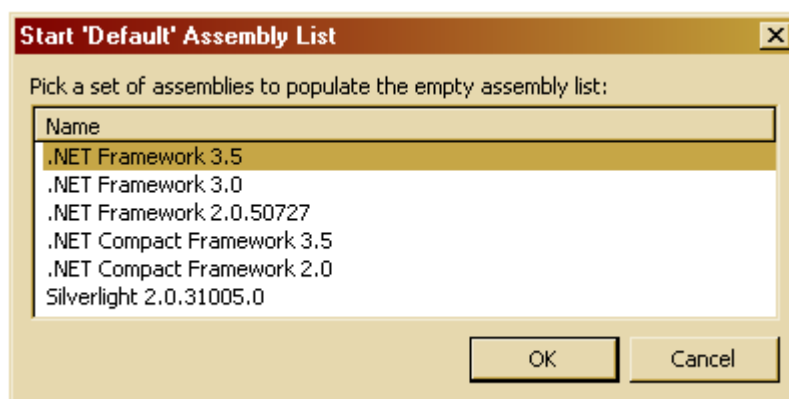 Start 'Default' Assembly List
Pick a set of assemblies to populate the empty assembly list:
Name
.NET Framework 3.5
.NET Framework 3.0
.NET Framework 2.0.50727
.NET Compact Framework 3.5
.NET Compact Framework 2.0
Silverlight 2.0.31005.0
OK Cancel